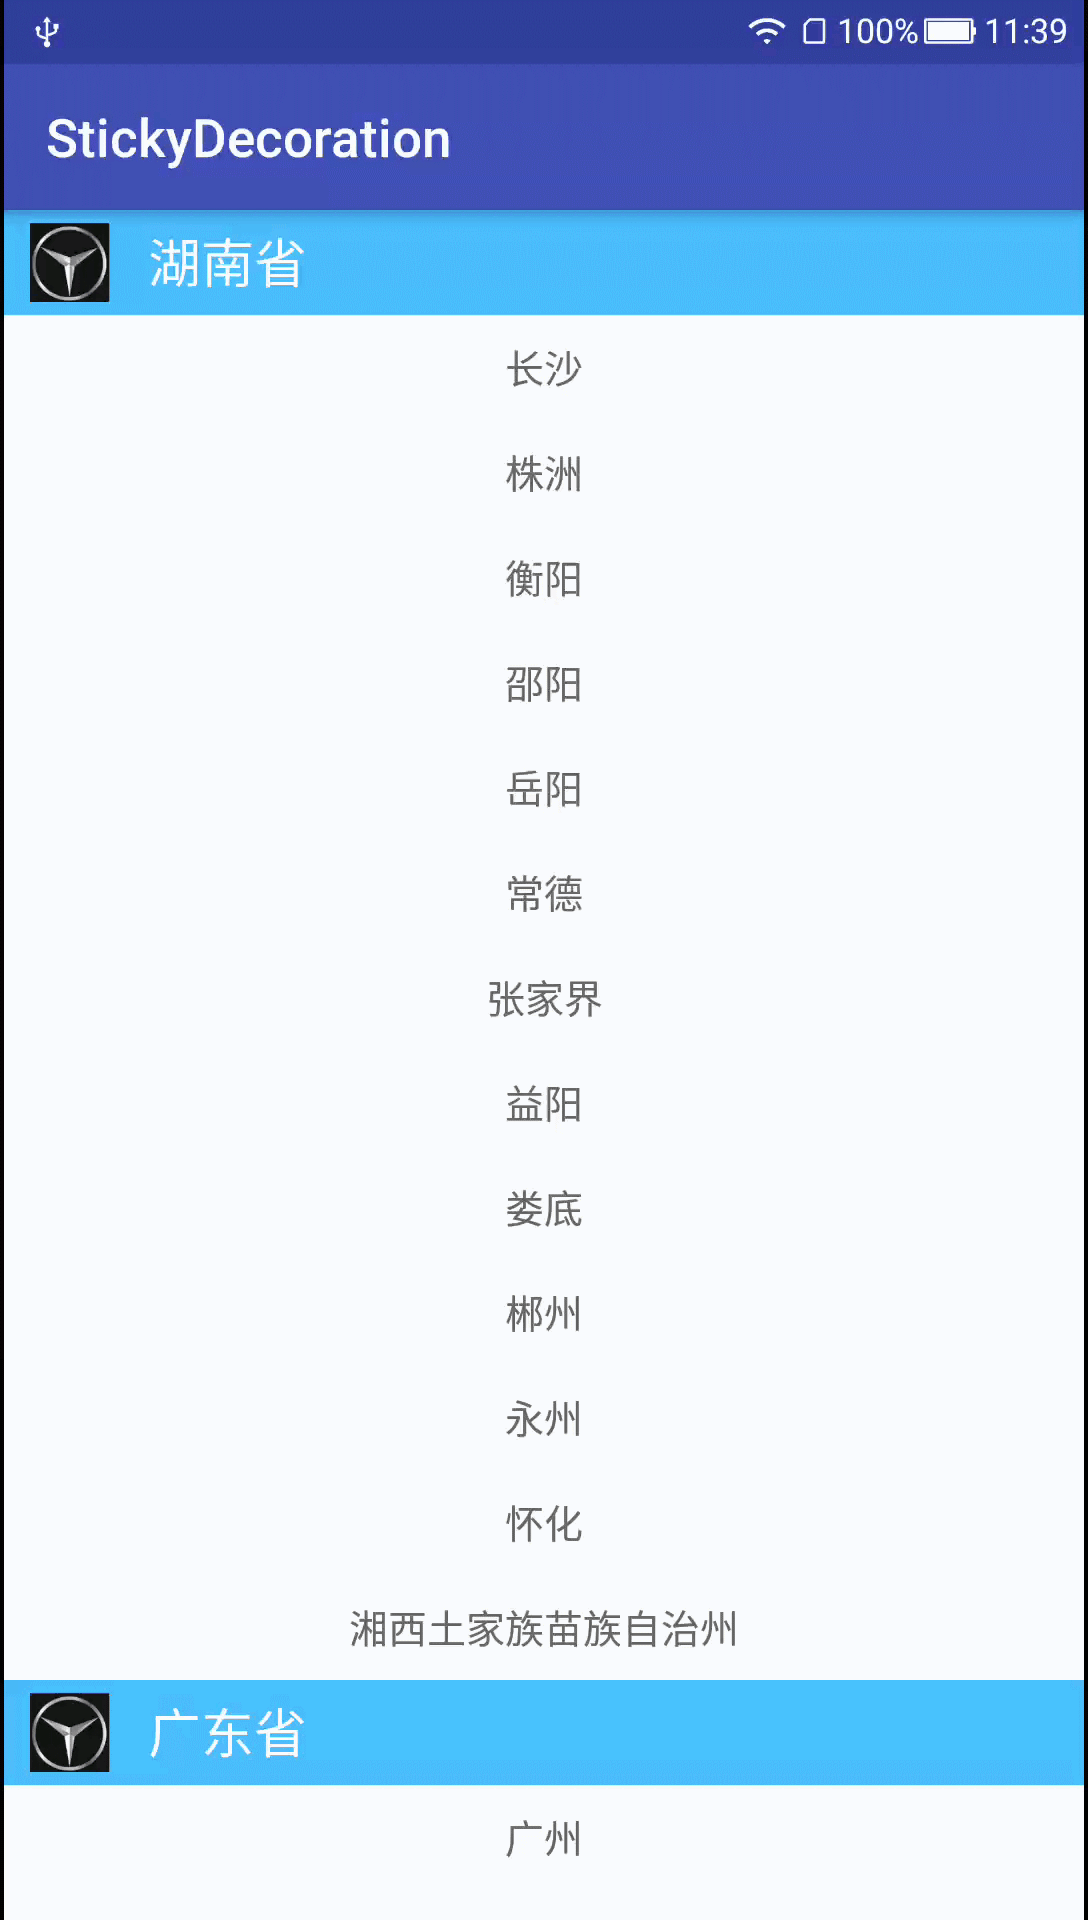 100% 11:39
StickyDecoration
湖南省
长沙
株洲
衡阳
邵阳
岳阳
常德
张家界
益阳
娄底
郴州
永州
怀化
湘西土家族苗族自治州
广东省
广州